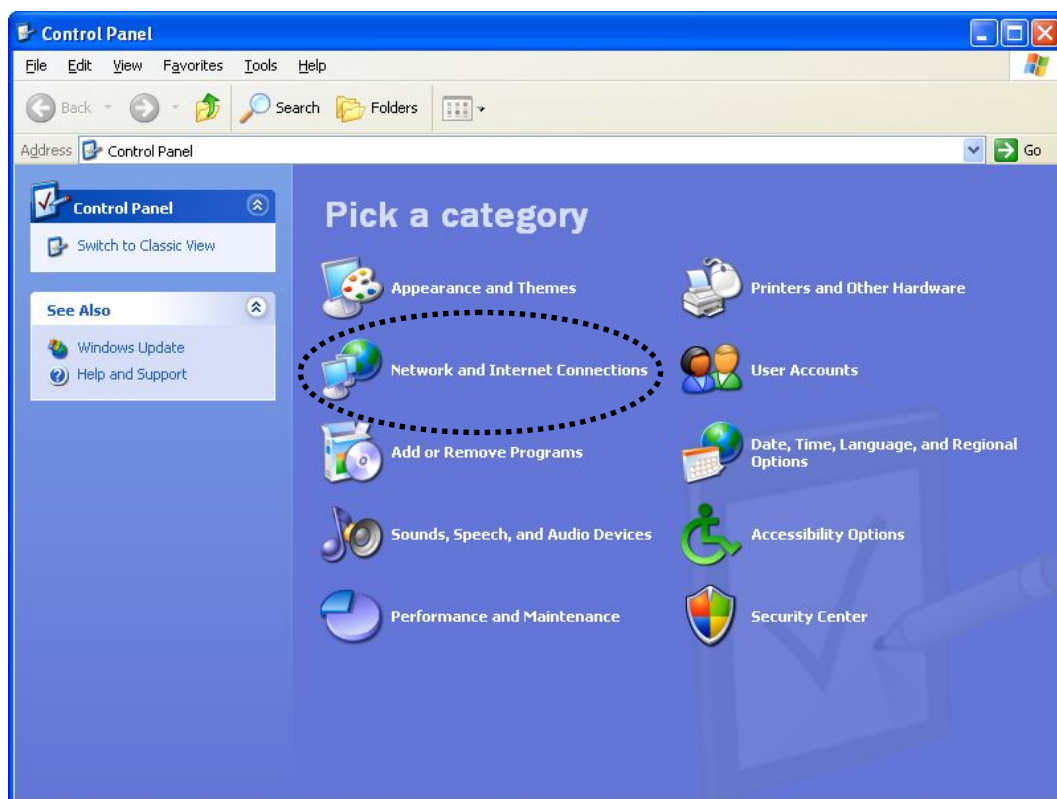 Control Panel
File Edit View Favorites Tools Help
Back Search Folders
Address Control Panel Go
Control Panel
Switch to Classic View
See Also
Windows Update
Help and Support
Pick a category
Appearance and Themes
Printers and Other Hardware
Network and Internet Connections
User Accounts
Add or Remove Programs
Date, Time, Language, and Regional
Options
Sounds, Speech, and Audio Devices
Accessibility Options
Performance and Maintenance
Security Center